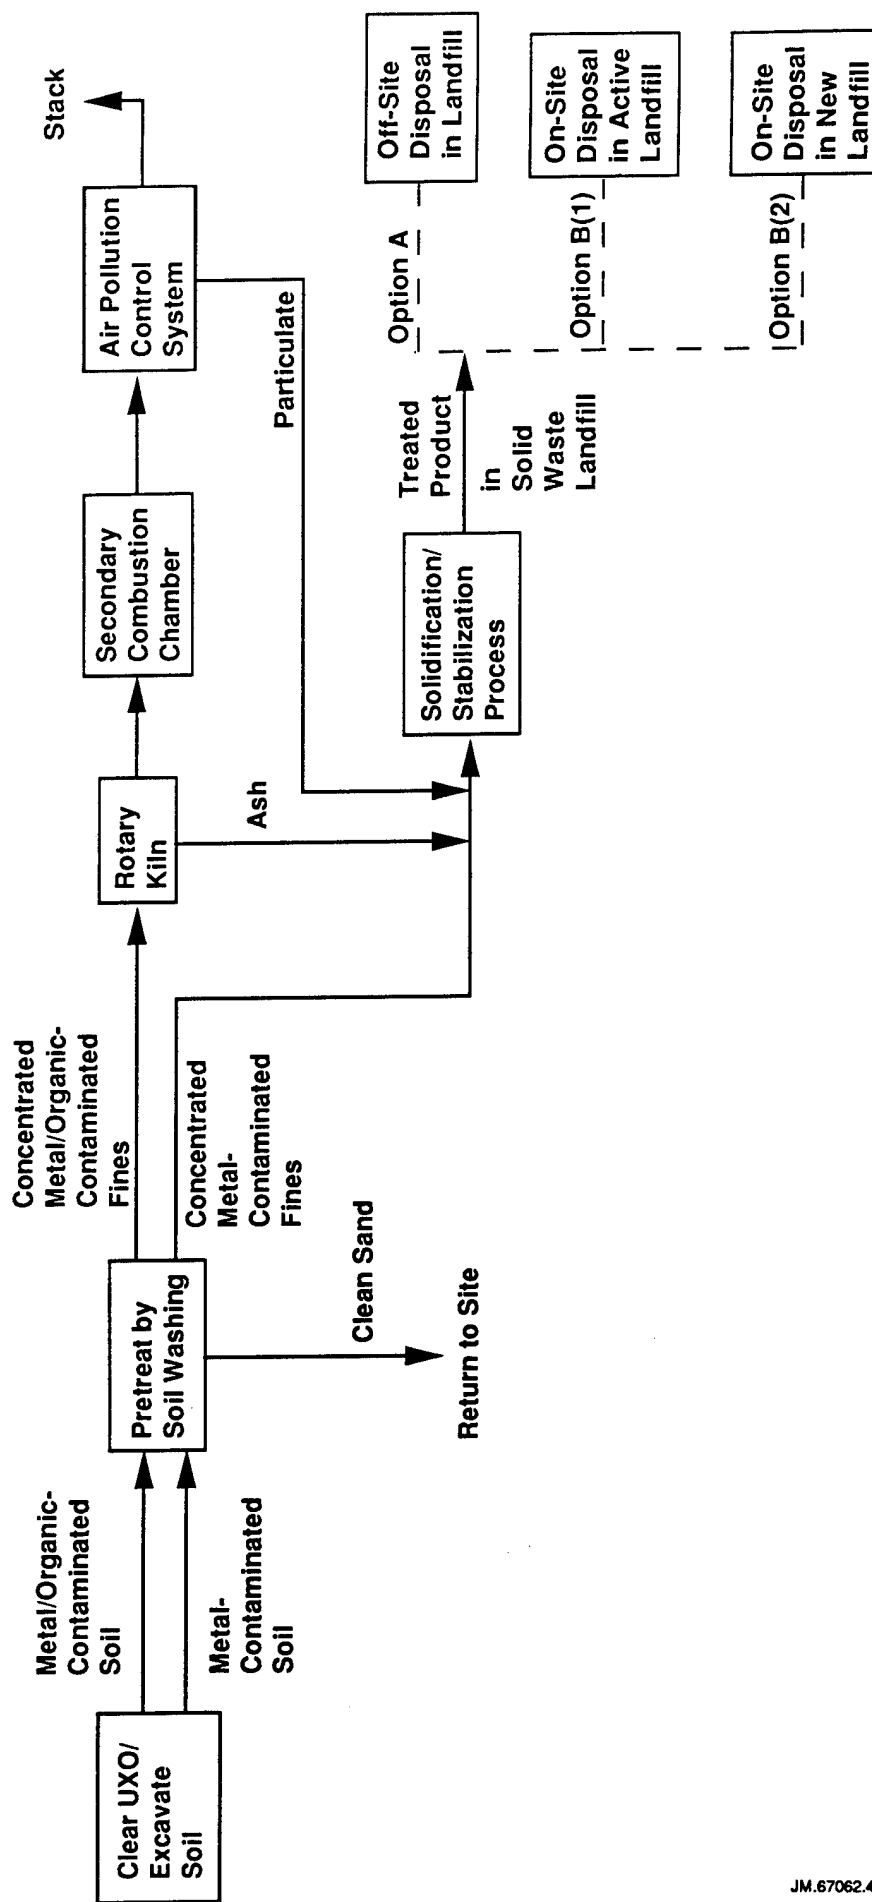 Clear UXO/
Excavate
Soil
Metal/Organic-
Contaminated
Soil
Metal-
Contaminated
Soil
Pretreat by
Soil Washing
Clean Sand
Return to Site
Concentrated
Metal/Organic-
Contaminated
Fines
Concentrated
Metal-
Contaminated
Fines
Rotary
Kiln
Ash
Secondary
Combustion
Chamber
Air Pollution
Control
System
Stack
Particulate
Solidification/
Stabilization
Process
Treated
Product
in
Solid
Waste
Landfill
Option A
Off-Site
Disposal
in Landfill
Option B(1)
On-Site
Disposal
in Active
Landfill
Option B(2)
On-Site
Disposal
in New
Landfill
JM.67062.4